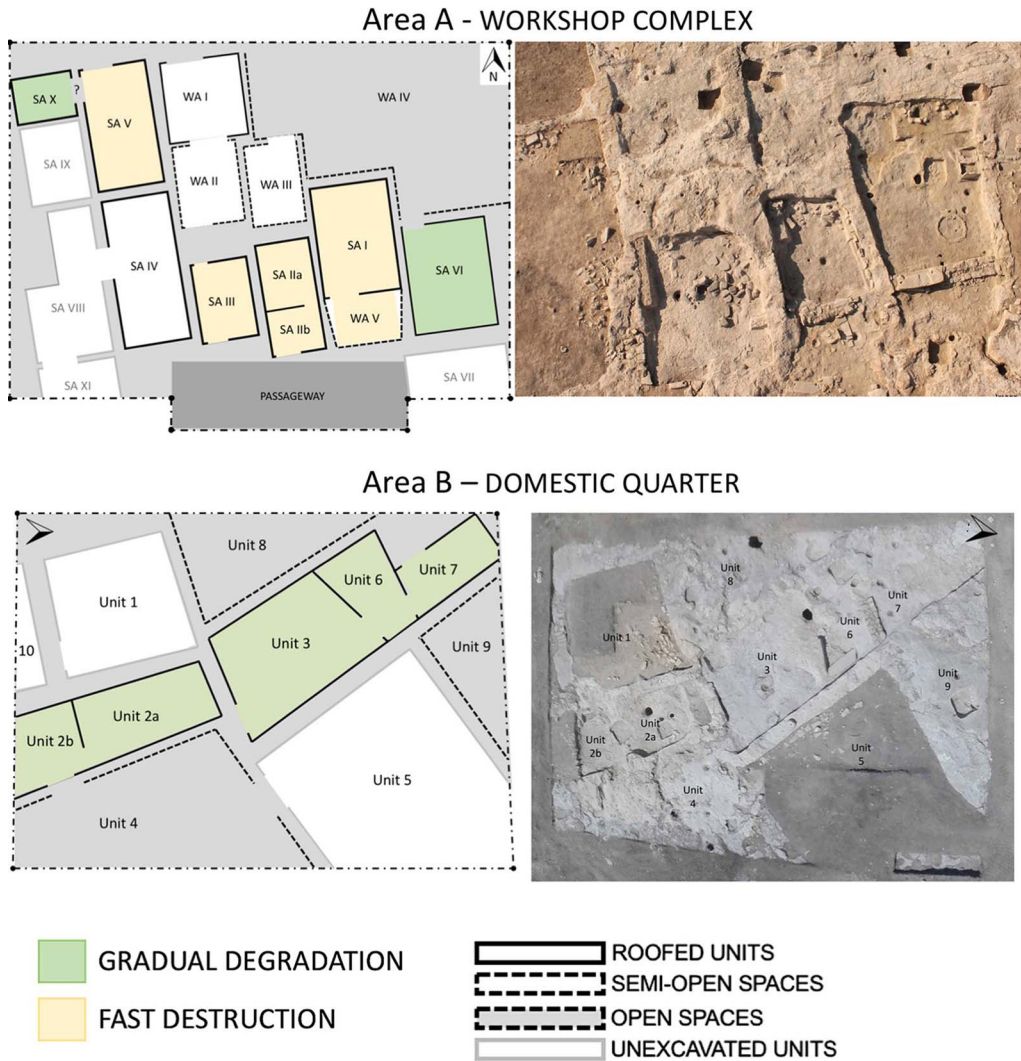 Area A - WORKSHOP COMPLEX
N
SA X
?
SA V
WA I
WA IV
SA IX
WA II
WA III
SA IV
SA I
SA VI
SA VIII
SA III
SA IIa
SA IIb
WA V
SA XI
SA VII
PASSAGEWAY
Area B – DOMESTIC QUARTER
Unit 8
Unit 1
Unit 6
Unit 7
10
Unit 3
Unit 9
Unit 2a
Unit 2b
Unit 5
Unit 4
Unit
8
Unit
7
Unit 1
Unit
6
Unit
3
Unit
9
Unit
2a
Unit
2b
Unit
5
Unit
4
GRADUAL DEGRADATION
FAST DESTRUCTION
ROOFED UNITS
SEMI-OPEN SPACES
OPEN SPACES
UNEXCAVATED UNITS